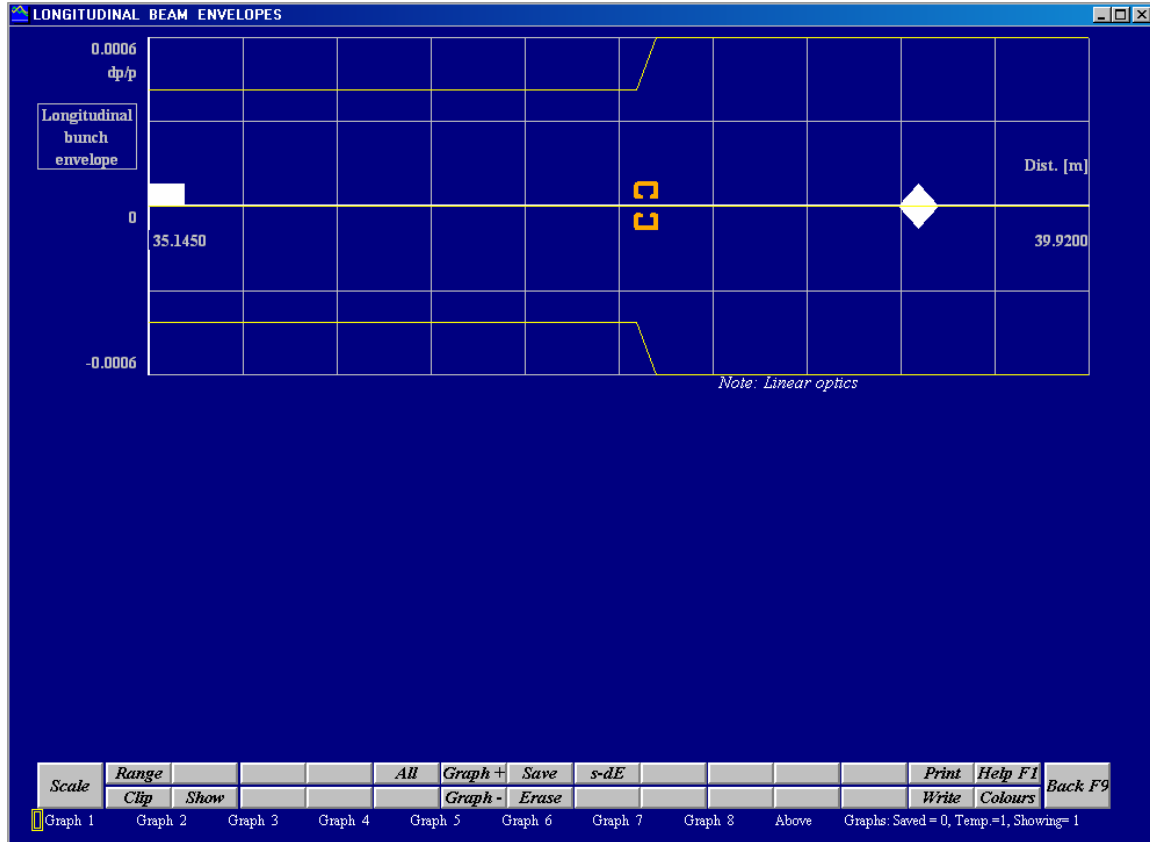 LONGITUDINAL BEAM ENVELOPES
0.0006
dp/p
Longitudinal
bunch
envelope
Dist. [m]
0
35.1450
39.9200
-0.0006
Note: Linear optics
Scale
Range
All
Graph +
Save
s-dE
Print
Help F1
Back F9
Clip
Show
Graph -
Erase
Write
Colours
Graph 1 Graph 2 Graph 3 Graph 4 Graph 5 Graph 6 Graph 7 Graph 8 Above Graphs: Saved = 0, Temp.=1, Showing= 1